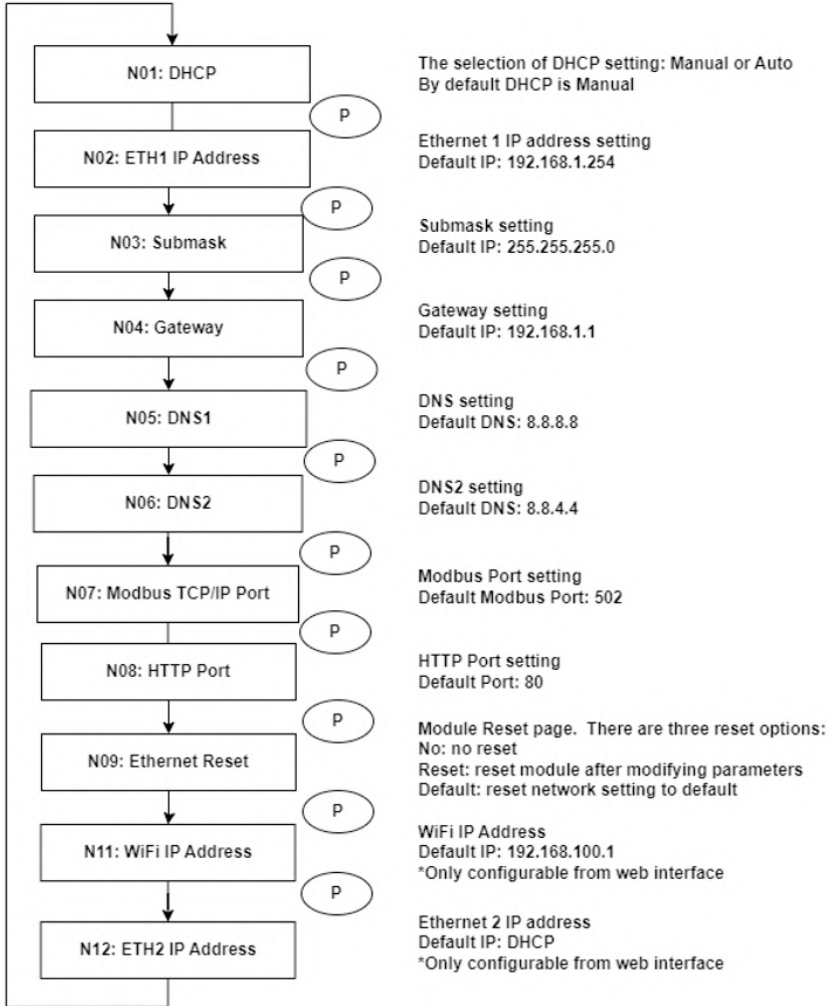 N01: DHCP
The selection of DHCP setting: Manual or Auto
By default DHCP is Manual
P
N02: ETH1 IP Address
Ethernet 1 IP address setting
Default IP: 192.168.1.254
P
N03: Submask
Submask setting
Default IP: 255.255.255.0
P
N04: Gateway
Gateway setting
Default IP: 192.168.1.1
P
N05: DNS1
DNS setting
Default DNS: 8.8.8.8
P
N06: DNS2
DNS2 setting
Default DNS: 8.8.4.4
P
N07: Modbus TCP/IP Port
Modbus Port setting
Default Modbus Port: 502
P
N08: HTTP Port
HTTP Port setting
Default Port: 80
P
N09: Ethernet Reset
Module Reset page. There are three reset options:
No: no reset
Reset: reset module after modifying parameters
Default: reset network setting to default
P
N11: WiFi IP Address
WiFi IP Address
Default IP: 192.168.100.1
*Only configurable from web interface
P
N12: ETH2 IP Address
Ethernet 2 IP address
Default IP: DHCP
*Only configurable from web interface